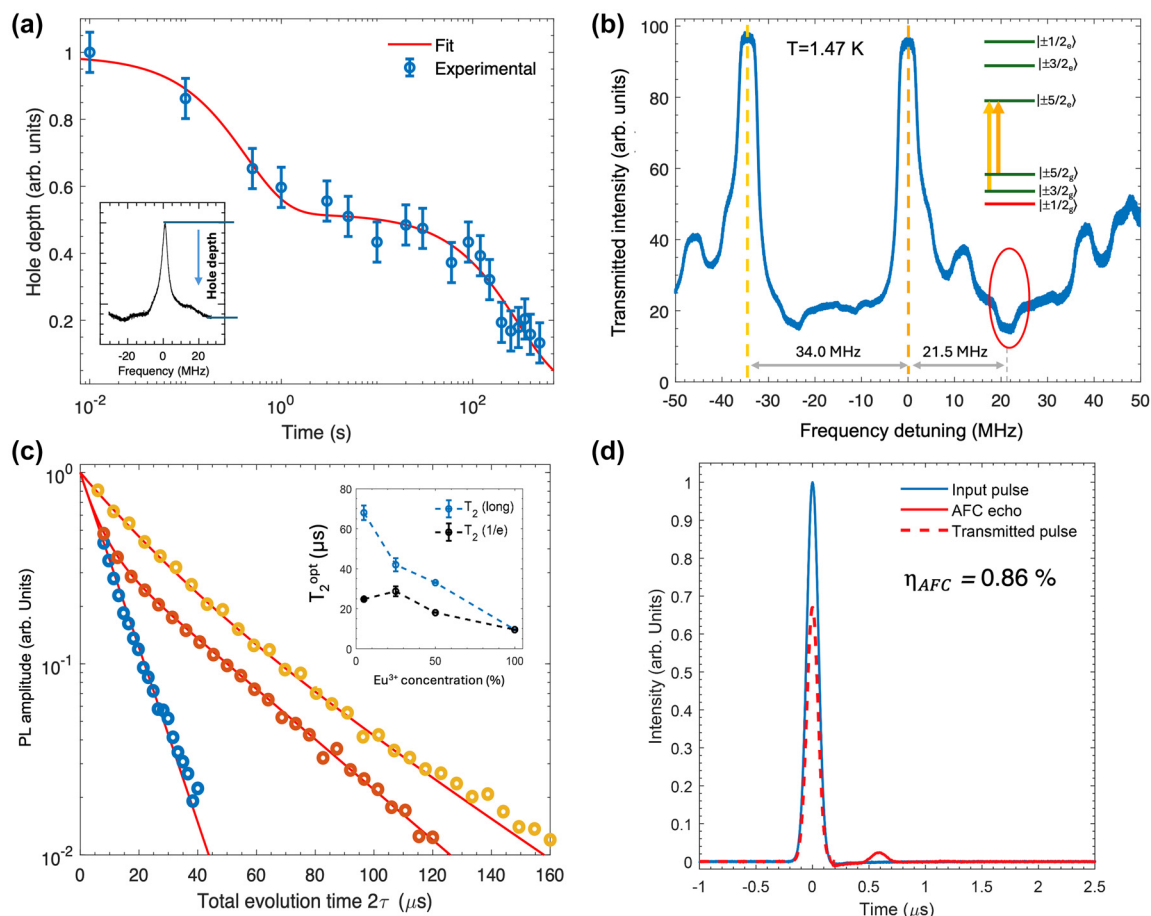 (a)
Hole depth (arb. units)
1
0.8
0.6
0.4
0.2
Fit
Experimental
Hole depth
-20 0 20
Frequency (MHz)
10⁻² 10⁰ 10²
Time (s)
(b)
Transmitted intensity (arb. units)
100
80
60
40
20
0
T=1.47 K
|±1/2ₑ⟩
|±3/2ₑ⟩
|±5/2ₑ⟩
|±5/2g⟩
|±3/2g⟩
|±1/2g⟩
34.0 MHz
21.5 MHz
-50 -40 -30 -20 -10 0 10 20 30 40 50
Frequency detuning (MHz)
(c)
PL amplitude (arb. Units)
10⁰
10⁻¹
10⁻²
T₂ᵒᵖᵗ (μs)
80
60
40
20
0
T₂ (long)
T₂ (1/e)
0 50 100
Eu³⁺ concentration (%)
0 20 40 60 80 100 120 140 160
Total evolution time 2τ (μs)
(d)
Intensity (arb. Units)
1
0.9
0.8
0.7
0.6
0.5
0.4
0.3
0.2
0.1
0
Input pulse
AFC echo
Transmitted pulse
η_AFC = 0.86 %
-1 -0.5 0 0.5 1 1.5 2 2.5
Time (μs)